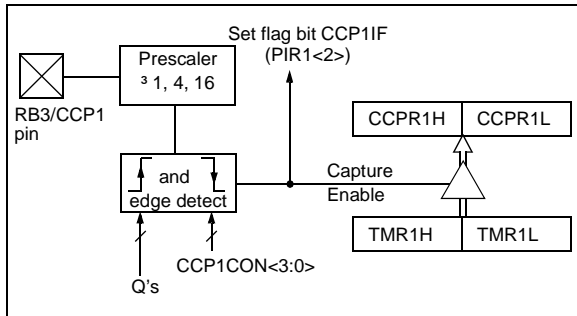 Set flag bit CCP1IF
(PIR1<2>)
Prescaler
³ 1, 4, 16
RB3/CCP1
pin
CCPR1H
CCPR1L
and
edge detect
Capture
Enable
TMR1H
TMR1L
CCP1CON<3:0>
Q's